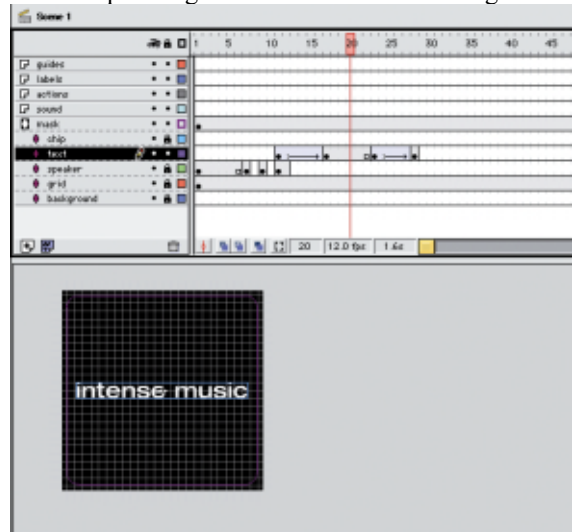 Scene 1
1 5 10 15 20 25 30 35 40 45
guides
labels
actions
sound
mask
chip
text
speaker
grid
background
20 12.0 fps 1.6s
intense music